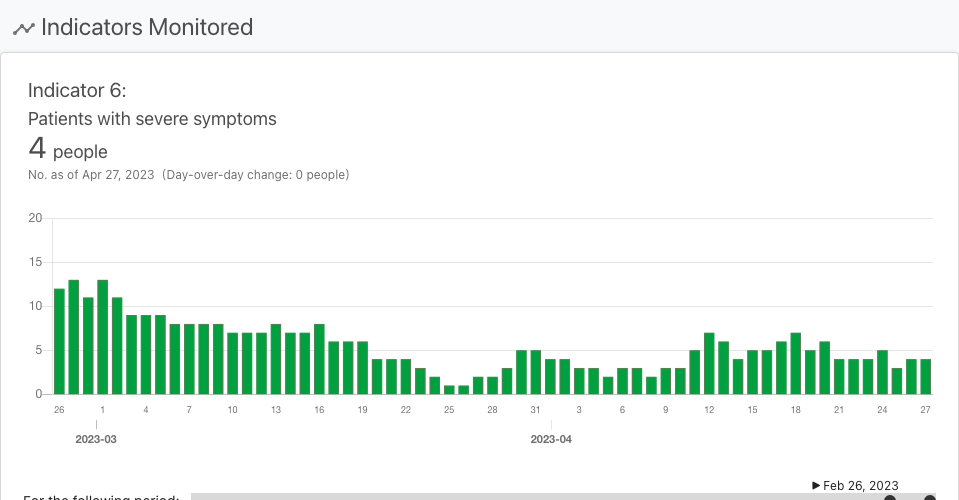 Indicators Monitored
Indicator 6:
Patients with severe symptoms
4 people
No. as of Apr 27, 2023 (Day-over-day change: 0 people)
20
15
10
5
0
26 1 4 7 10 13 16 19 22 25 28 31 3 6 9 12 15 18 21 24 27
2023-03 2023-04
Feb 26, 2023
For the following period: